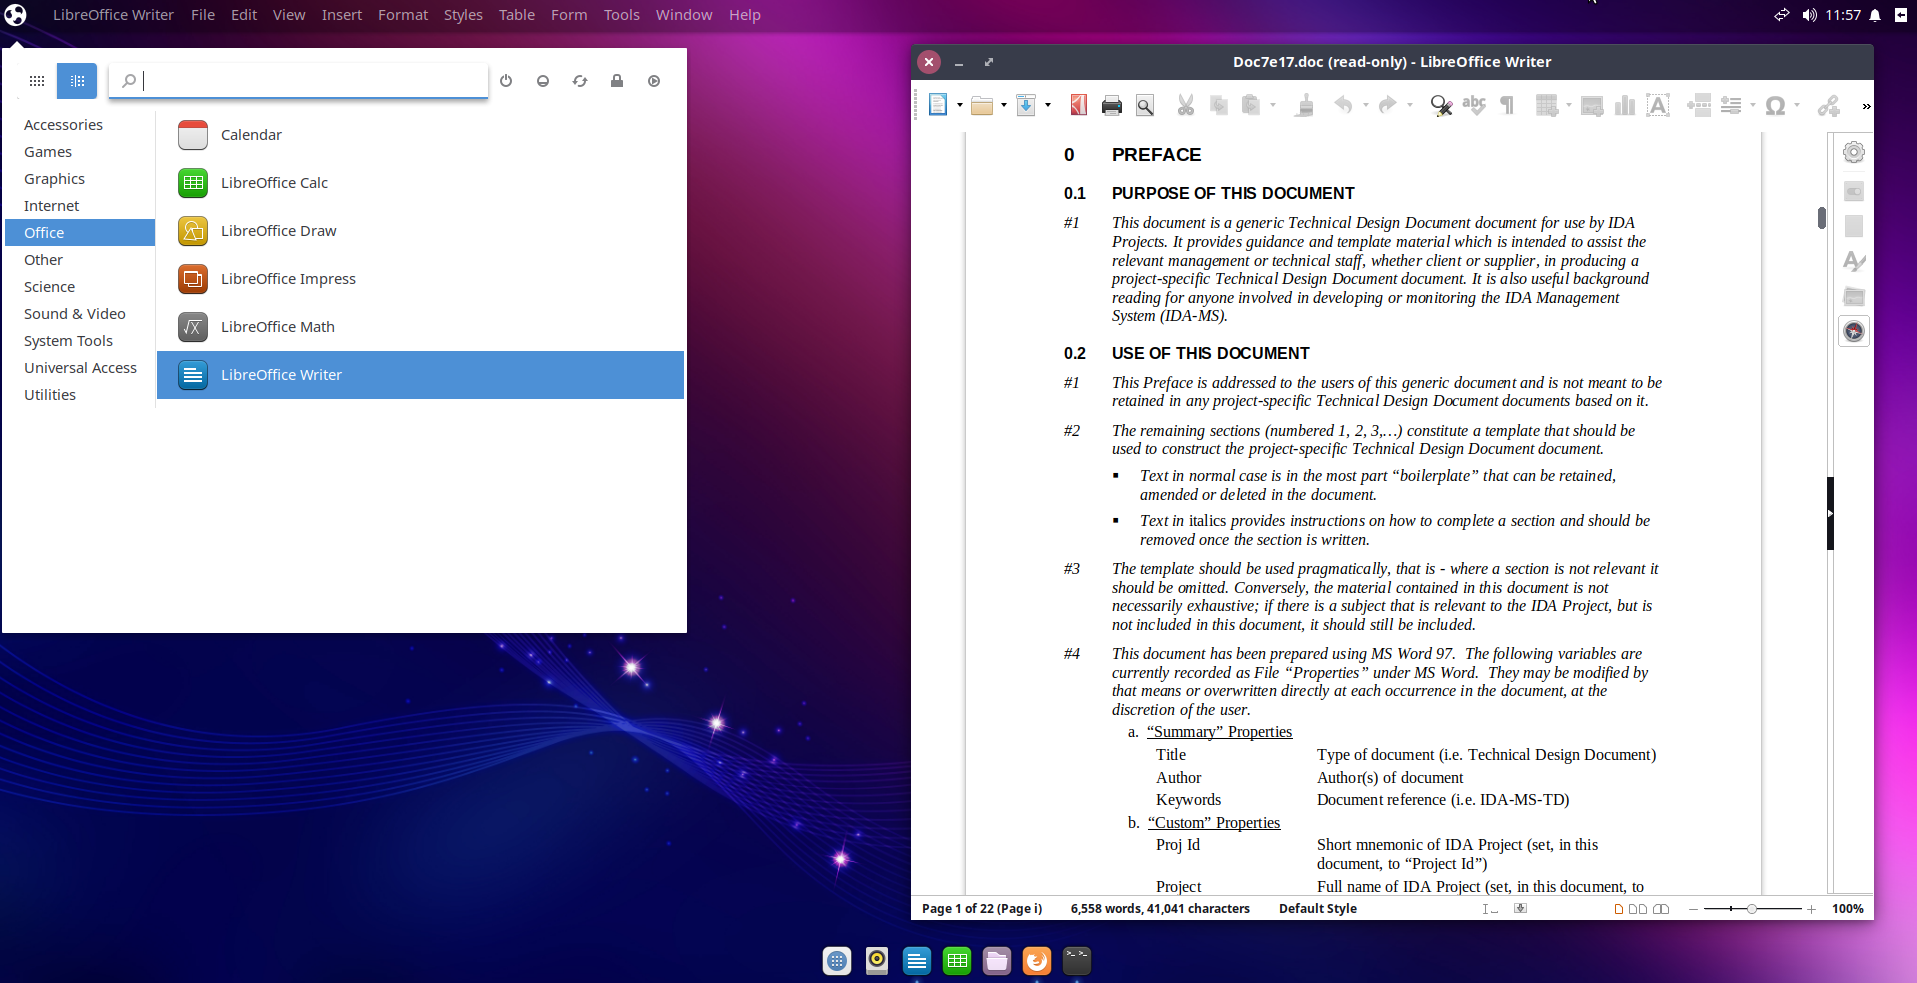 LibreOffice Writer File Edit View Insert Format Styles Table Form Tools Window Help
11:57
Accessories
Games
Graphics
Internet
Office
Other
Science
Sound & Video
System Tools
Universal Access
Utilities
Calendar
LibreOffice Calc
LibreOffice Draw
LibreOffice Impress
LibreOffice Math
LibreOffice Writer
Doc7e17.doc (read-only) - LibreOffice Writer
0 PREFACE
0.1 PURPOSE OF THIS DOCUMENT
#1 This document is a generic Technical Design Document document for use by IDA
Projects. It provides guidance and template material which is intended to assist the
relevant management or technical staff, whether client or supplier, in producing a
project-specific Technical Design Document document. It is also useful background
reading for anyone involved in developing or monitoring the IDA Management
System (IDA-MS).
0.2 USE OF THIS DOCUMENT
#1 This Preface is addressed to the users of this generic document and is not meant to be
retained in any project-specific Technical Design Document documents based on it.
#2 The remaining sections (numbered 1, 2, 3,…) constitute a template that should be
used to construct the project-specific Technical Design Document document.
▪ Text in normal case is in the most part “boilerplate” that can be retained,
amended or deleted in the document.
▪ Text in italics provides instructions on how to complete a section and should be
removed once the section is written.
#3 The template should be used pragmatically, that is - where a section is not relevant it
should be omitted. Conversely, the material contained in this document is not
necessarily exhaustive; if there is a subject that is relevant to the IDA Project, but is
not included in this document, it should still be included.
#4 This document has been prepared using MS Word 97.  The following variables are
currently recorded as File “Properties” under MS Word.  They may be modified by
that means or overwritten directly at each occurrence in the document, at the
discretion of the user.
a. “Summary” Properties
Title Type of document (i.e. Technical Design Document)
Author Author(s) of document
Keywords Document reference (i.e. IDA-MS-TD)
b. “Custom” Properties
Proj Id Short mnemonic of IDA Project (set, in this
document, to “Project Id”)
Project Full name of IDA Project (set, in this document, to
Page 1 of 22 (Page i) 6,558 words, 41,041 characters Default Style 100%